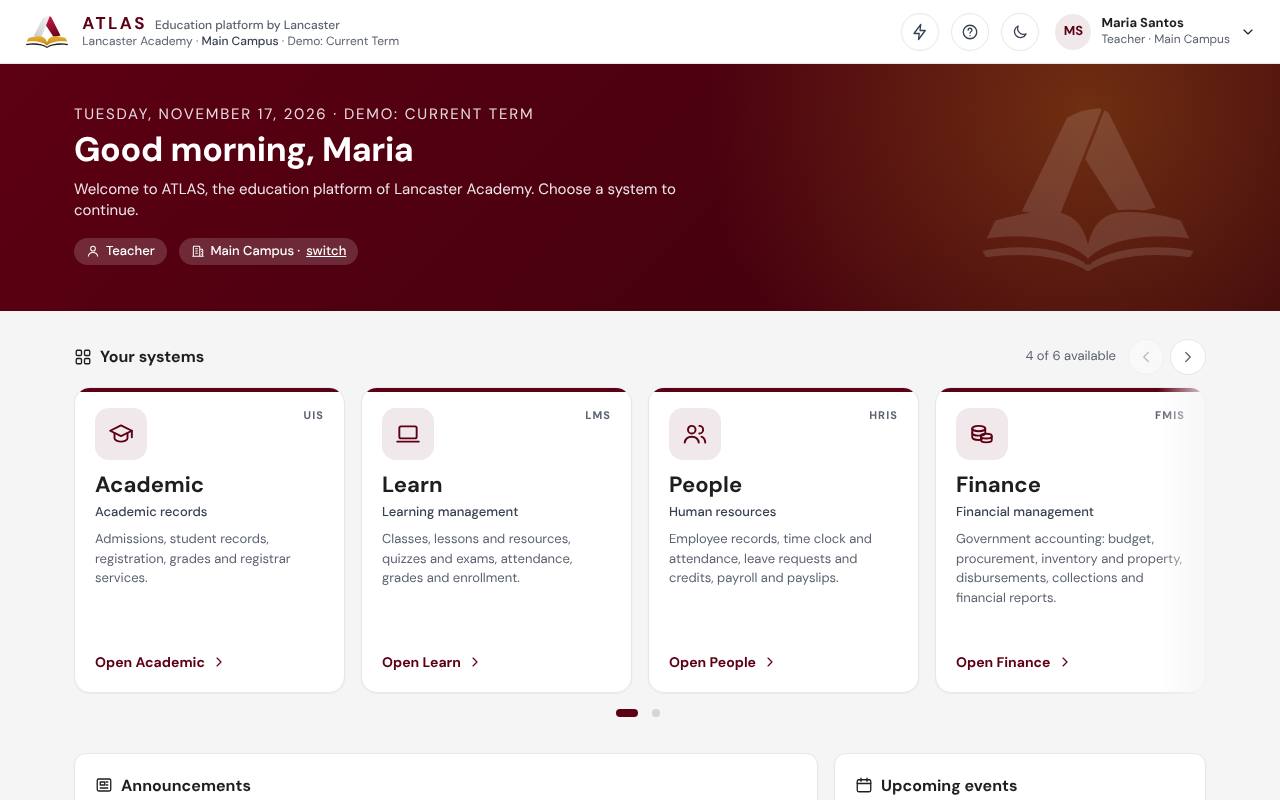 ATLAS Education platform by Lancaster
Lancaster Academy · Main Campus · Demo: Current Term
MS
Maria Santos
Teacher · Main Campus
TUESDAY, NOVEMBER 17, 2026 · DEMO: CURRENT TERM
Good morning, Maria
Welcome to ATLAS, the education platform of Lancaster Academy. Choose a system to
continue.
Teacher
Main Campus · switch
Your systems
4 of 6 available
UIS
Academic
Academic records
Admissions, student records,
registration, grades and registrar
services.
Open Academic
LMS
Learn
Learning management
Classes, lessons and resources,
quizzes and exams, attendance,
grades and enrollment.
Open Learn
HRIS
People
Human resources
Employee records, time clock and
attendance, leave requests and
credits, payroll and payslips.
Open People
FMIS
Finance
Financial management
Government accounting: budget,
procurement, inventory and property,
disbursements, collections and
financial reports.
Open Finance
Announcements
Upcoming events